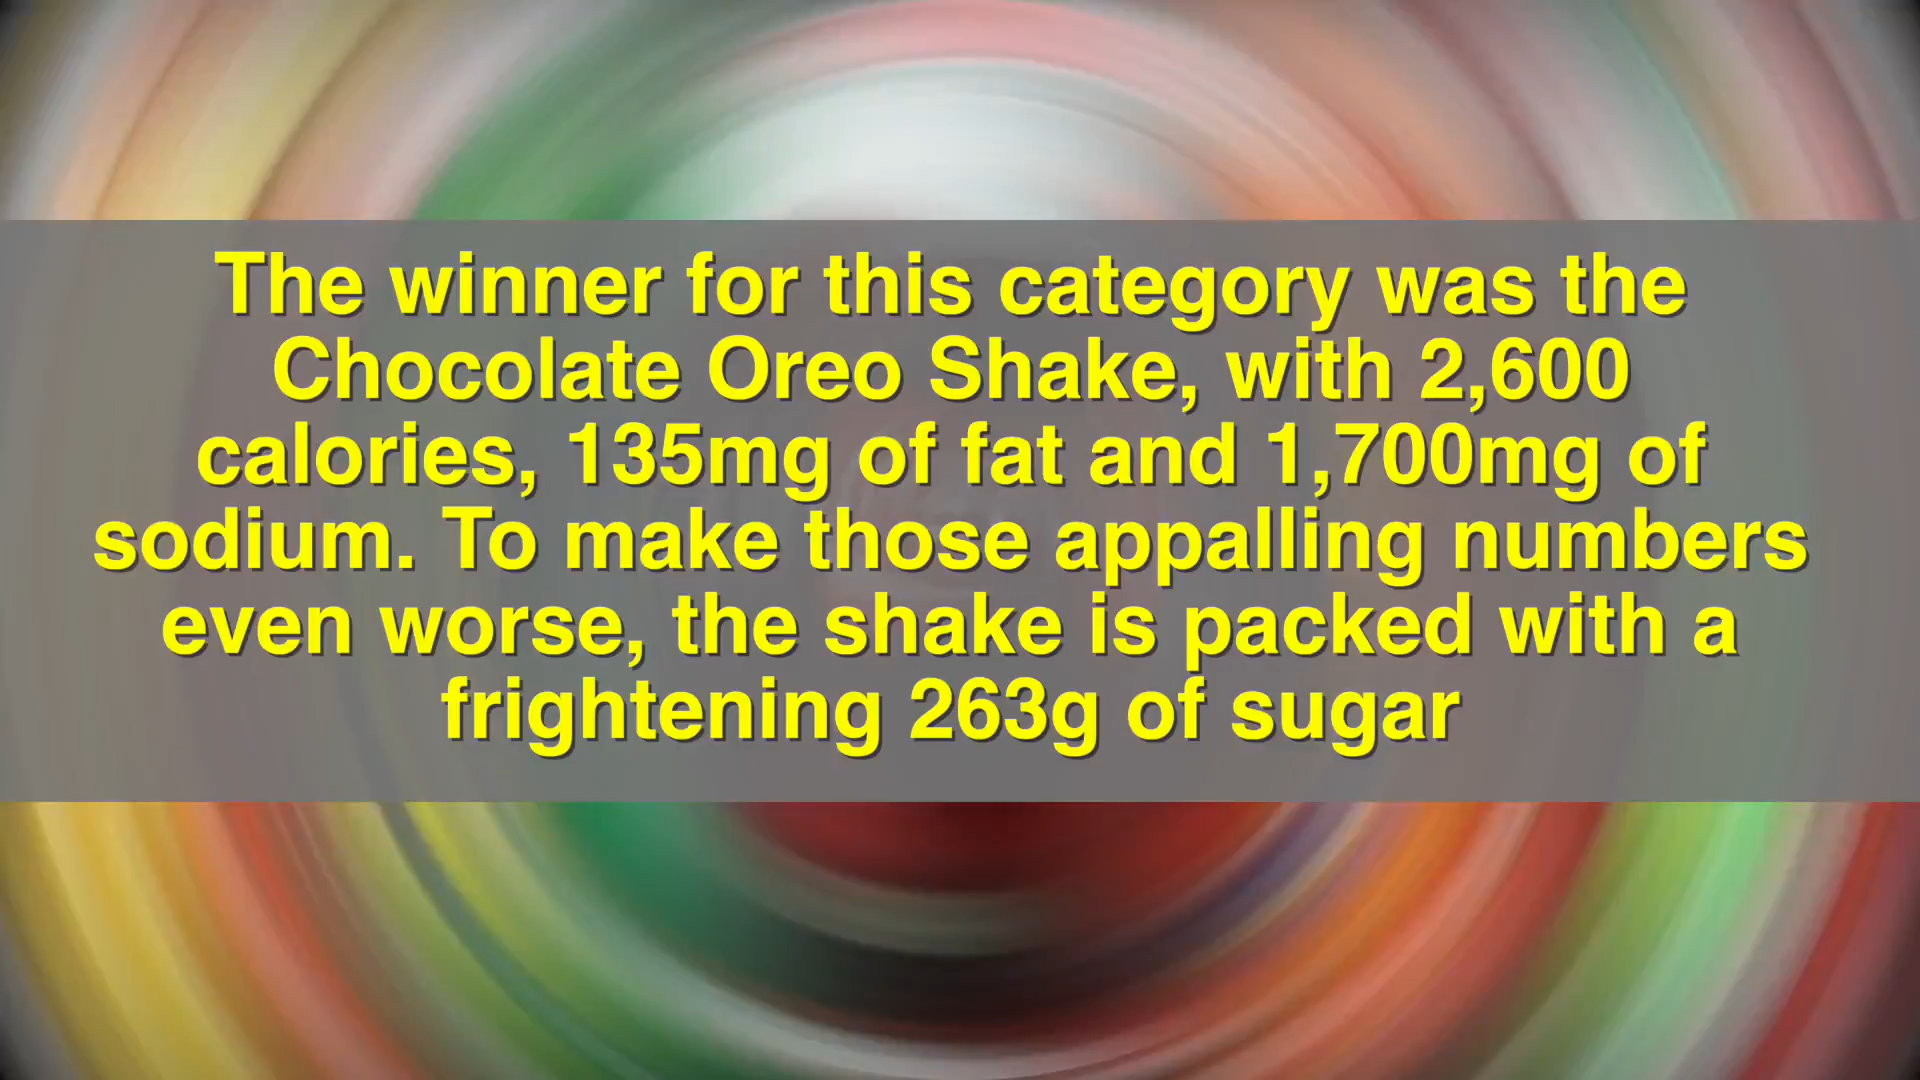 The winner for this category was the
Chocolate Oreo Shake, with 2,600
calories, 135mg of fat and 1,700mg of
sodium. To make those appalling numbers
even worse, the shake is packed with a
frightening 263g of sugar